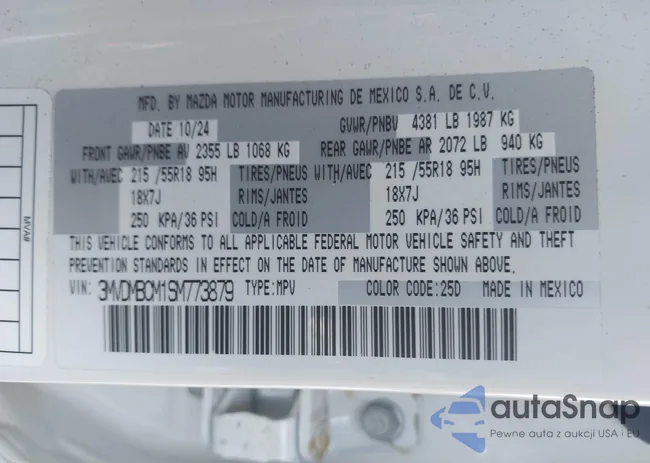 MFD. BY MAZDA MOTOR MANUFACTURING DE MEXICO S.A. DE C.V.
DATE 10/24 GVWR/PNBV 4381 LB 1987 KG
FRONT GAWR/PNBE AV 2355 LB 1068 KG REAR GAWR/PNBE AR 2072 LB 940 KG
WITH/AVEC 215 /55R18 95H TIRES/PNEUS WITH/AVEC 215 /55R18 95H TIRES/PNEUS
18X7J RIMS/JANTES 18X7J RIMS/JANTES
250 KPA/36 PSI COLD/A FROID 250 KPA/36 PSI COLD/A FROID
THIS VEHICLE CONFORMS TO ALL APPLICABLE FEDERAL MOTOR VEHICLE SAFETY AND THEFT
PREVENTION STANDARDS IN EFFECT ON THE DATE OF MANUFACTURE SHOWN ABOVE.
VIN: 3MVDMBCM1SM773879 TYPE:MPV COLOR CODE:25D MADE IN MEXICO
MVAII
autaSnap
Pewne auta z aukcji USA i EU